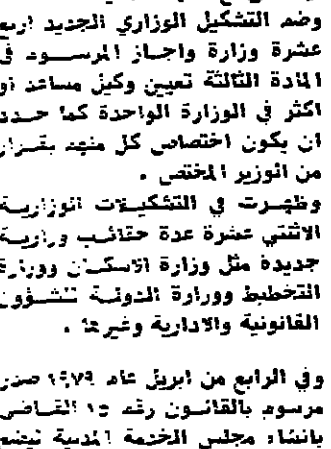 وضم التشكيل الوزاري الجديد اربع
عشرة وزارة واجاز المرسوم في
المادة الثالثة تعيين وكيل مساعد او
اكثر في الوزارة الواحدة كما حدد
ان يكون اختصاص كل منهم بقرار
من الوزير المختص .
وظهرت في التشكيلات الوزارية
الاثنتي عشرة عدة حقائب وزارية
جديدة مثل وزارة الاسكان ووزارة
التخطيط ووزارة الدولة للشؤون
القانونية والادارية وغيرها .
وفي الرابع من ابريل عام ١٩٧٩ صدر
مرسوم بالقانون رقم ١٥ القاضي
بانشاء مجلس الخدمة المدنية ليضم